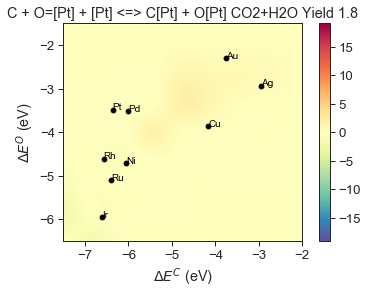 C + O=[Pt] + [Pt] <=> C[Pt] + O[Pt] CO2+H2O Yield 1.8
−2
−3
−4
−5
−6
ΔE^O (eV)
Au
Ag
Pt
Pd
Cu
Rh
Ni
Ru
Ir
−7 −6 −5 −4 −3 −2
ΔE^C (eV)
15
10
5
0
−5
−10
−15